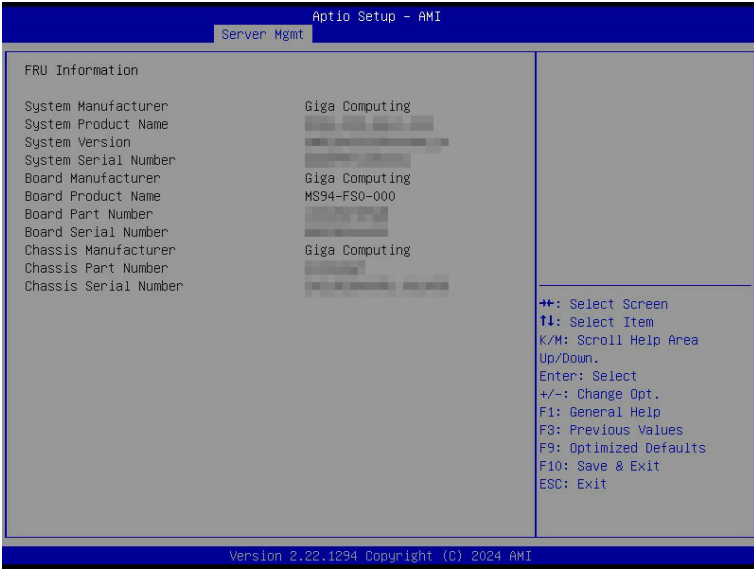 Aptio Setup – AMI
Server Mgmt
FRU Information
System Manufacturer Giga Computing
System Product Name
System Version
System Serial Number
Board Manufacturer Giga Computing
Board Product Name MS94-FS0-000
Board Part Number
Board Serial Number
Chassis Manufacturer Giga Computing
Chassis Part Number
Chassis Serial Number
→←: Select Screen
↑↓: Select Item
K/M: Scroll Help Area
Up/Down.
Enter: Select
+/-: Change Opt.
F1: General Help
F3: Previous Values
F9: Optimized Defaults
F10: Save & Exit
ESC: Exit
Version 2.22.1294 Copyright (C) 2024 AMI